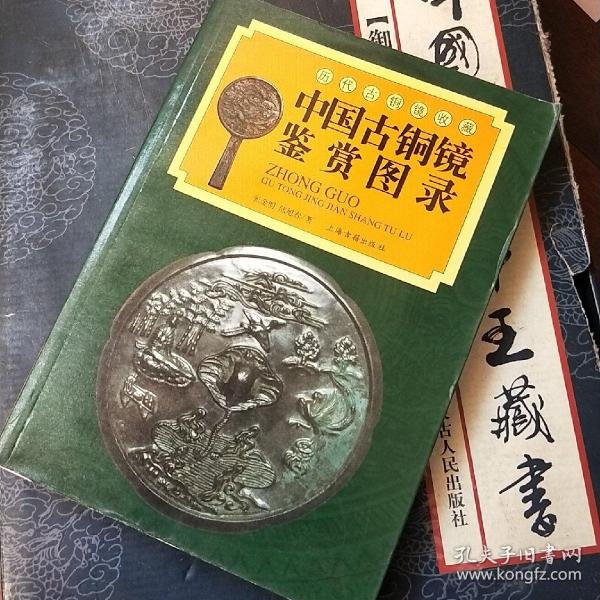 历代古铜镜收藏
中国古铜镜
鉴赏图录
ZHONG GUO
GU TONG JING JIAN SHANG TU LU
上海古籍出版社
國
【御
王藏書
古人民出版社
孔夫子旧书网
www.kongfz.com